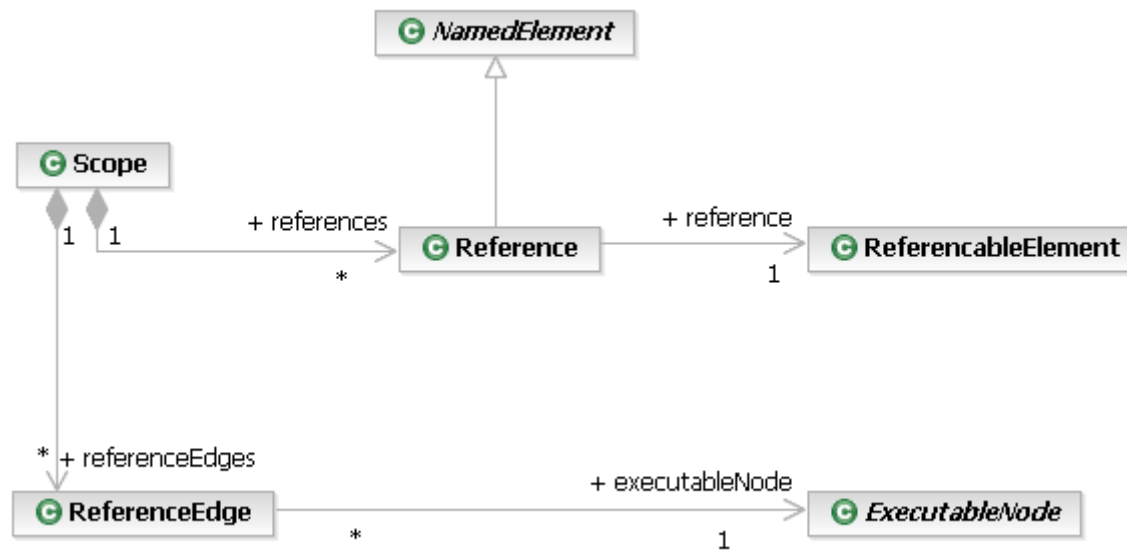 NamedElement
Scope
1
1
+ references
*
Reference
+ reference
1
ReferencableElement
* + referenceEdges
ReferenceEdge
*
+ executableNode
1
ExecutableNode